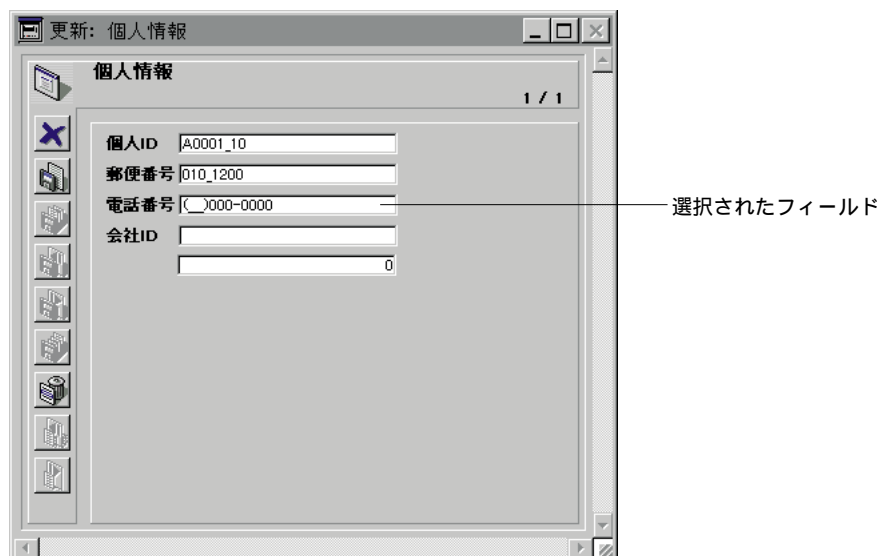 更新: 個人情報
個人情報
1 / 1
個人ID A0001_10
郵便番号 010_1200
電話番号 (__)000-0000
選択されたフィールド
会社ID
0